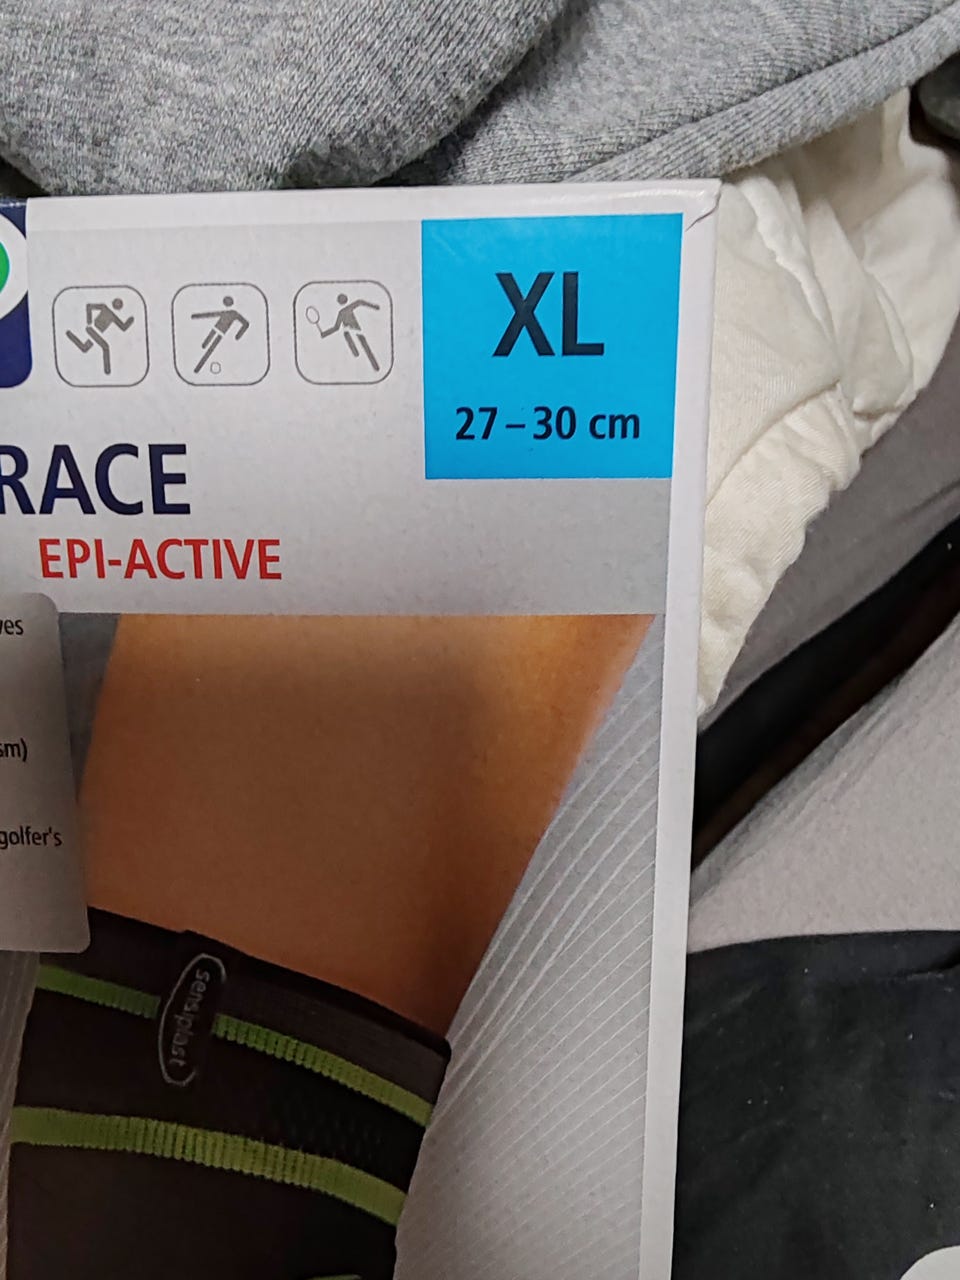 XL
27 – 30 cm
RACE
EPI-ACTIVE
ves
sm)
golfer's
sensiplast